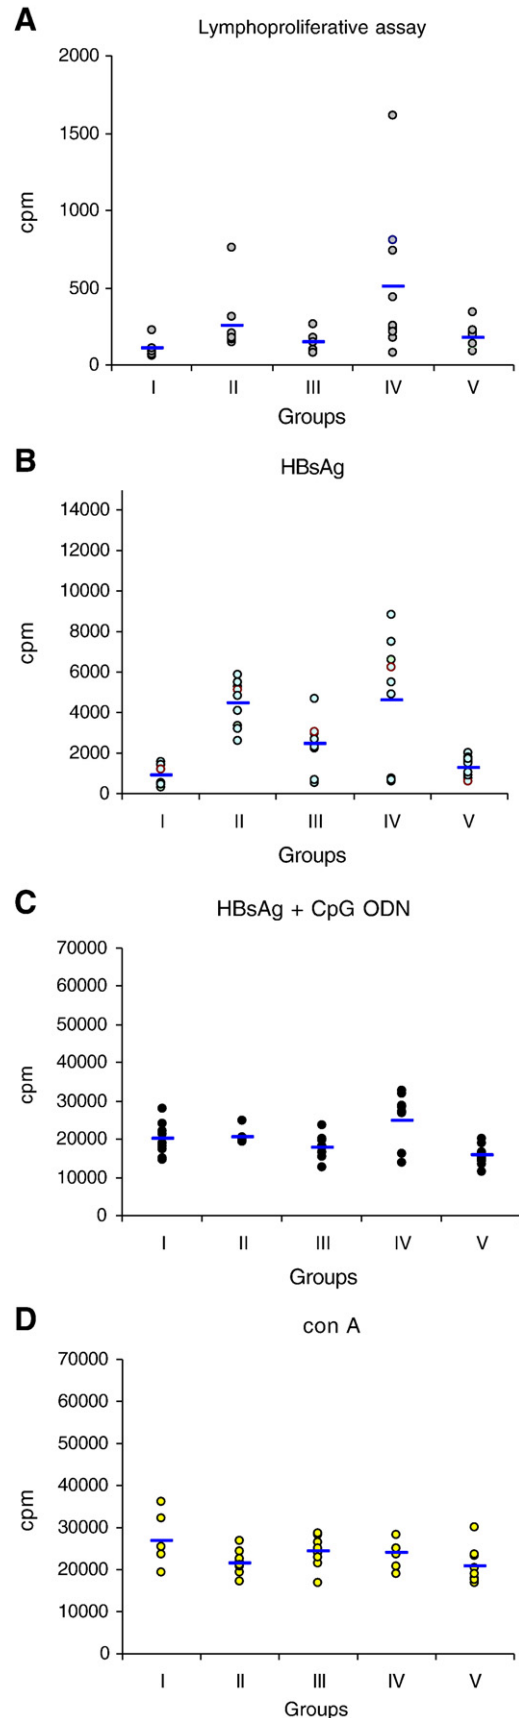 A
Lymphoproliferative assay
2000
1500
1000
500
0
cpm
I II III IV V
Groups
B
HBsAg
14000
12000
10000
8000
6000
4000
2000
0
cpm
I II III IV V
Groups
C
HBsAg + CpG ODN
70000
60000
50000
40000
30000
20000
10000
0
cpm
I II III IV V
Groups
D
con A
70000
60000
50000
40000
30000
20000
10000
0
cpm
I II III IV V
Groups